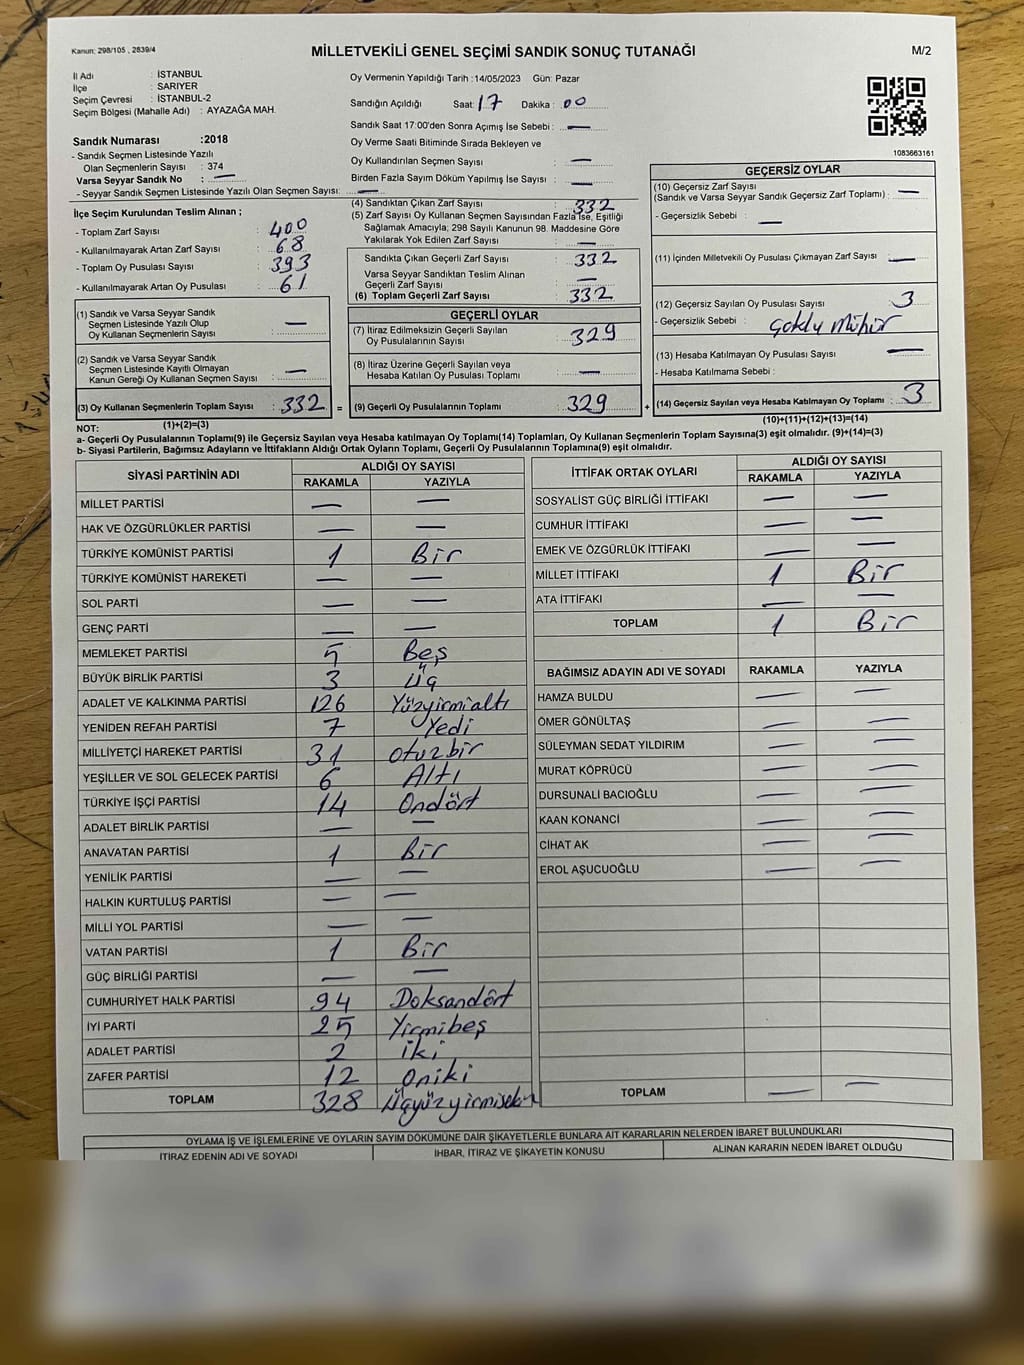 Kanun: 298/105 , 2839/4
MİLLETVEKİLİ GENEL SEÇİMİ SANDIK SONUÇ TUTANAĞI
M/2
İl Adı : İSTANBUL
İlçe : SARIYER
Seçim Çevresi : İSTANBUL-2
Seçim Bölgesi (Mahalle Adı) : AYAZAĞA MAH.
Sandık Numarası :2018
- Sandık Seçmen Listesinde Yazılı
Olan Seçmenlerin Sayısı : 374
Varsa Seyyar Sandık No : —
- Seyyar Sandık Seçmen Listesinde Yazılı Olan Seçmen Sayısı: —
Oy Vermenin Yapıldığı Tarih :14/05/2023 Gün: Pazar
Sandığın Açıldığı Saat: 17 Dakika : 00
Sandık Saat 17:00'den Sonra Açımış İse Sebebi : —
Oy Verme Saati Bitiminde Sırada Bekleyen ve
Oy Kullandırılan Seçmen Sayısı : —
Birden Fazla Sayım Döküm Yapılmış İse Sayısı : —
1083663161
İlçe Seçim Kurulundan Teslim Alınan ;
- Toplam Zarf Sayısı : 400
- Kullanılmayarak Artan Zarf Sayısı : 68
- Toplam Oy Pusulası Sayısı : 393
- Kullanılmayarak Artan Oy Pusulası : 61
(1) Sandık ve Varsa Seyyar Sandık
Seçmen Listesinde Yazılı Olup
Oy Kullanan Seçmenlerin Sayısı : —
(2) Sandık ve Varsa Seyyar Sandık
Seçmen Listesinde Kayıtlı Olmayan
Kanun Gereği Oy Kullanan Seçmen Sayısı : —
(3) Oy Kullanan Seçmenlerin Toplam Sayısı : 332 =
(1)+(2)=(3)
(4) Sandıktan Çıkan Zarf Sayısı : 332
(5) Zarf Sayısı Oy Kullanan Seçmen Sayısından Fazla İse, Eşitliği
Sağlamak Amacıyla; 298 Sayılı Kanunun 98. Maddesine Göre
Yakılarak Yok Edilen Zarf Sayısı : —
Sandıkta Çıkan Geçerli Zarf Sayısı : 332
Varsa Seyyar Sandıktan Teslim Alınan
Geçerli Zarf Sayısı : —
(6) Toplam Geçerli Zarf Sayısı : 332
GEÇERLİ OYLAR
(7) İtiraz Edilmeksizin Geçerli Sayılan
Oy Pusulalarının Sayısı : 329
(8) İtiraz Üzerine Geçerli Sayılan veya
Hesaba Katılan Oy Pusulası Toplamı : —
(9) Geçerli Oy Pusulalarının Toplamı : 329 +
GEÇERSİZ OYLAR
(10) Geçersiz Zarf Sayısı
(Sandık ve Varsa Seyyar Sandık Geçersiz Zarf Toplamı) : —
- Geçersizlik Sebebi : —
(11) İçinden Milletvekili Oy Pusulası Çıkmayan Zarf Sayısı : —
(12) Geçersiz Sayılan Oy Pusulası Sayısı : 3
- Geçersizlik Sebebi :
(13) Hesaba Katılmayan Oy Pusulası Sayısı : —
- Hesaba Katılmama Sebebi :
(14) Geçersiz Sayılan veya Hesaba Katılmayan Oy Toplamı : 3
(10)+(11)+(12)+(13)=(14)
NOT:
a- Geçerli Oy Pusulalarının Toplamı(9) ile Geçersiz Sayılan veya Hesaba katılmayan Oy Toplamı(14) Toplamları, Oy Kullanan Seçmenlerin Toplam Sayısına(3) eşit olmalıdır. (9)+(14)=(3)
b- Siyasi Partilerin, Bağımsız Adayların ve İttifakların Aldığı Ortak Oyların Toplamı, Geçerli Oy Pusulalarının Toplamına(9) eşit olmalıdır.
SİYASİ PARTİNİN ADI ALDIĞI OY SAYISI
RAKAMLA YAZIYLA
MİLLET PARTİSİ — —
HAK VE ÖZGÜRLÜKLER PARTİSİ — —
TÜRKİYE KOMÜNİST PARTİSİ 1 Bir
TÜRKİYE KOMÜNİST HAREKETİ — —
SOL PARTİ — —
GENÇ PARTİ — —
MEMLEKET PARTİSİ 5 Beş
BÜYÜK BİRLİK PARTİSİ 3 Üç
ADALET VE KALKINMA PARTİSİ 126 Yüzyirmialtı
YENİDEN REFAH PARTİSİ 7 Yedi
MİLLİYETÇİ HAREKET PARTİSİ 31 otuzbir
YEŞİLLER VE SOL GELECEK PARTİSİ 6 Altı
TÜRKİYE İŞÇİ PARTİSİ 14 Ondört
ADALET BİRLİK PARTİSİ — —
ANAVATAN PARTİSİ 1 Bir
YENİLİK PARTİSİ — —
HALKIN KURTULUŞ PARTİSİ — —
MİLLİ YOL PARTİSİ — —
VATAN PARTİSİ 1 Bir
GÜÇ BİRLİĞİ PARTİSİ — —
CUMHURİYET HALK PARTİSİ 94 Doksandört
İYİ PARTİ 25 Yirmibeş
ADALET PARTİSİ 2 iki
ZAFER PARTİSİ 12 Oniki
TOPLAM 328 Üçyüzyirmisekiz
İTTİFAK ORTAK OYLARI ALDIĞI OY SAYISI
RAKAMLA YAZIYLA
SOSYALİST GÜÇ BİRLİĞİ İTTİFAKI — —
CUMHUR İTTİFAKI — —
EMEK VE ÖZGÜRLÜK İTTİFAKI — —
MİLLET İTTİFAKI 1 Bir
ATA İTTİFAKI — —
TOPLAM 1 Bir
BAĞIMSIZ ADAYIN ADI VE SOYADI RAKAMLA YAZIYLA
HAMZA BULDU — —
ÖMER GÖNÜLTAŞ — —
SÜLEYMAN SEDAT YILDIRIM — —
MURAT KÖPRÜCÜ — —
DURSUNALİ BACIOĞLU — —
KAAN KONANCİ — —
CİHAT AK — —
EROL AŞUCUOĞLU — —
TOPLAM — —
OYLAMA İŞ VE İŞLEMLERİNE VE OYLARIN SAYIM DÖKÜMÜNE DAİR ŞİKAYETLERLE BUNLARA AİT KARARLARIN NELERDEN İBARET BULUNDUKLARI
İTİRAZ EDENİN ADI VE SOYADI İHBAR, İTİRAZ VE ŞİKAYETİN KONUSU ALINAN KARARIN NEDEN İBARET OLDUĞU